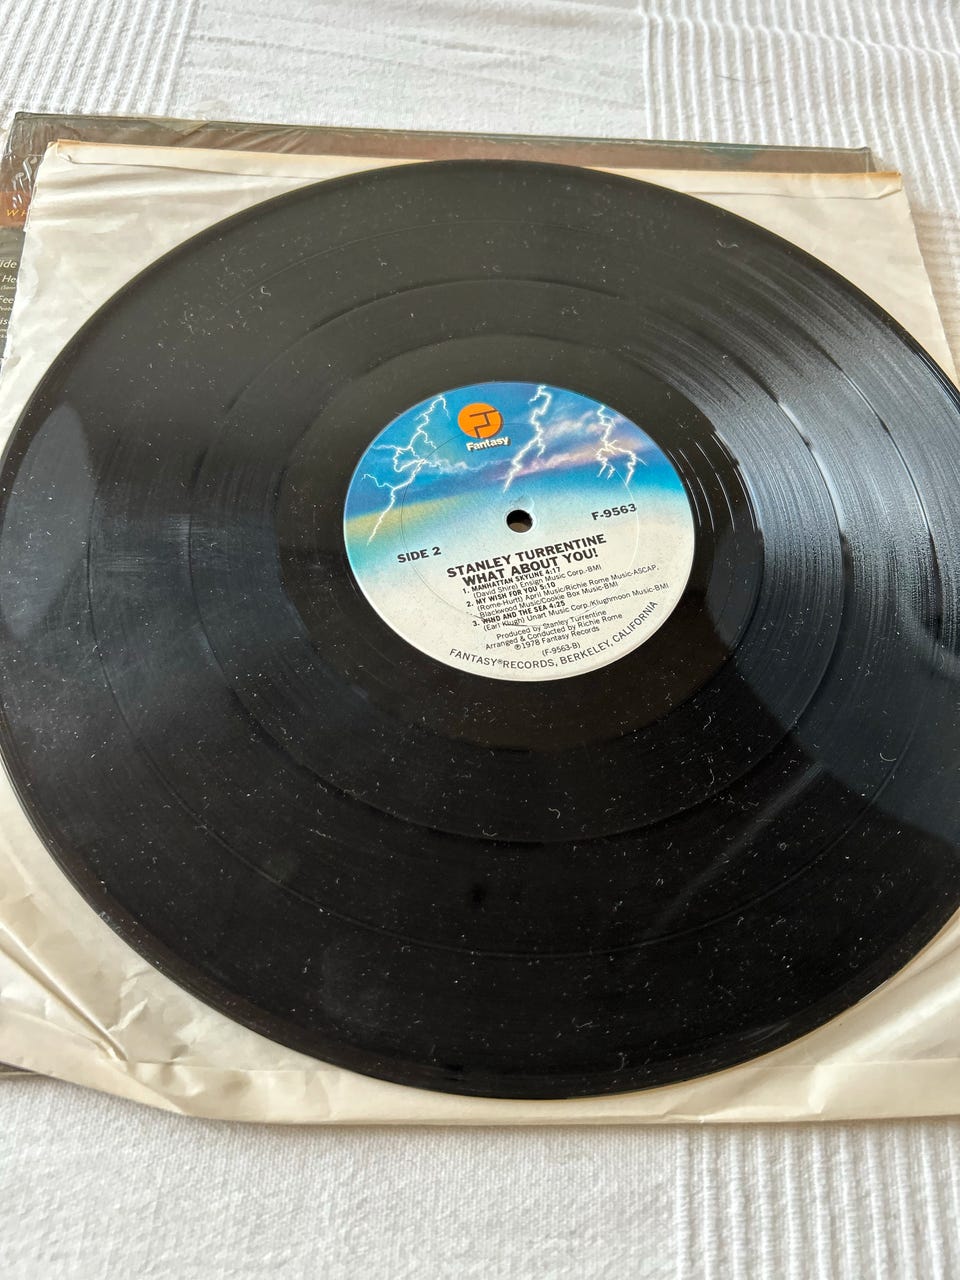 Fantasy
F-9563
SIDE 2
STANLEY TURRENTINE
WHAT ABOUT YOU!
1. MANHATTAN SKYLINE 4:17
(David Shire) Ensign Music Corp.-BMI
2. MY WISH FOR YOU 5:10
(Rome-Hurtt) April Music/Richie Rome Music-ASCAP,
Blackwood Music/Cookie Box Music-BMI
3. WIND AND THE SEA 4:25
(Earl Klugh) Unart Music Corp./Klughmoon Music-BMI
Produced by Stanley Turrentine
Arranged & Conducted by Richie Rome
℗1978 Fantasy Records
(F-9563-B)
FANTASY® RECORDS, BERKELEY, CALIFORNIA